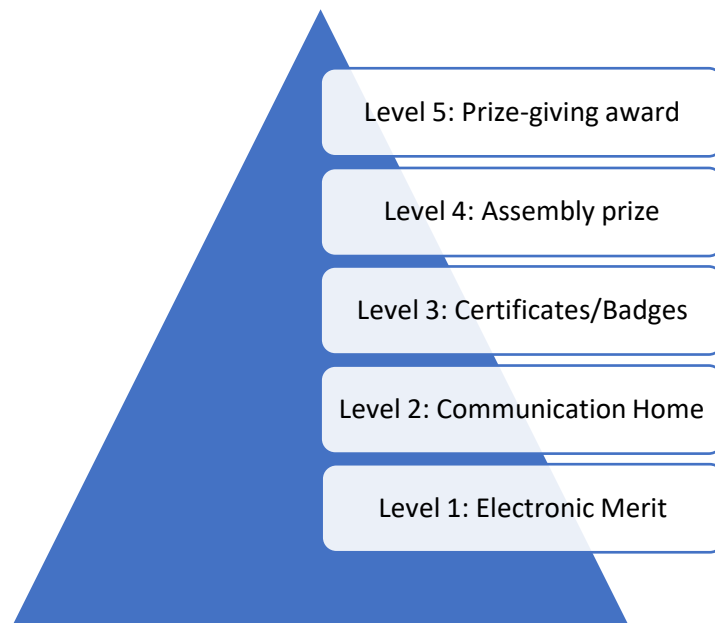 Level 5: Prize-giving award
Level 4: Assembly prize
Level 3: Certificates/Badges
Level 2: Communication Home
Level 1: Electronic Merit